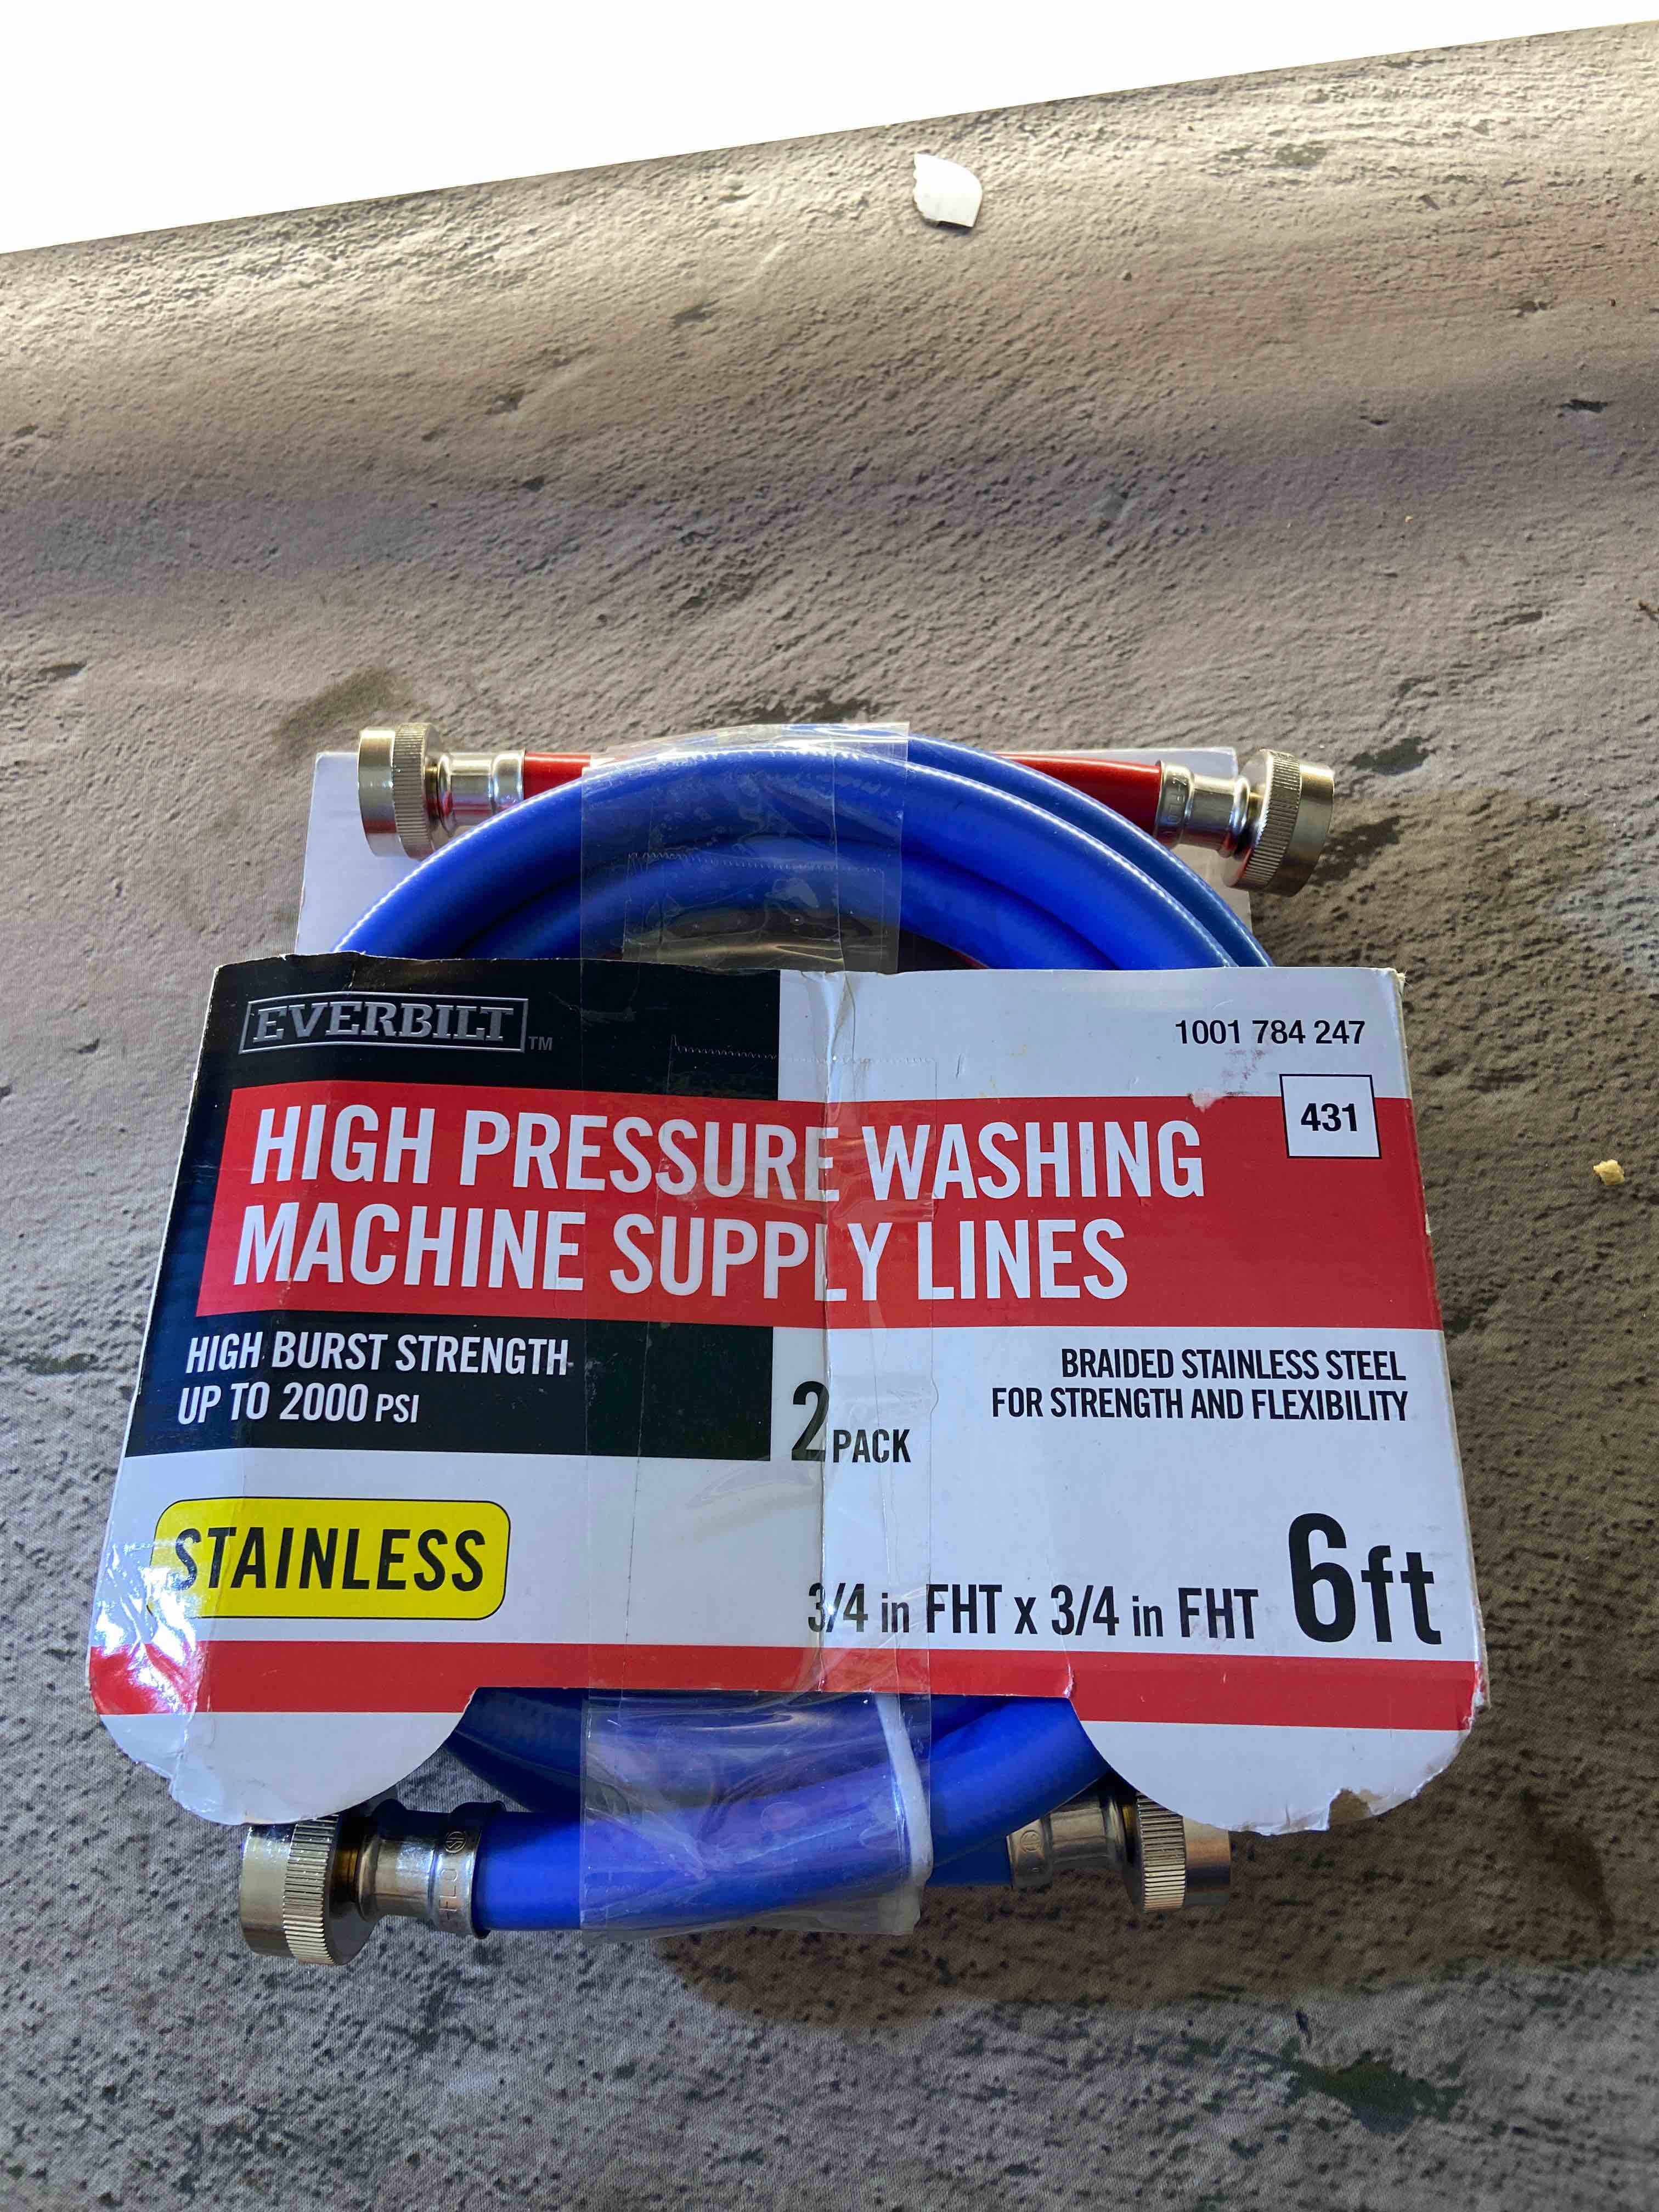 EVERBILT™
1001 784 247
431
HIGH PRESSURE WASHING
MACHINE SUPPLY LINES
HIGH BURST STRENGTH
UP TO 2000 PSI
2 PACK
BRAIDED STAINLESS STEEL
FOR STRENGTH AND FLEXIBILITY
STAINLESS
3/4 in FHT x 3/4 in FHT 6ft